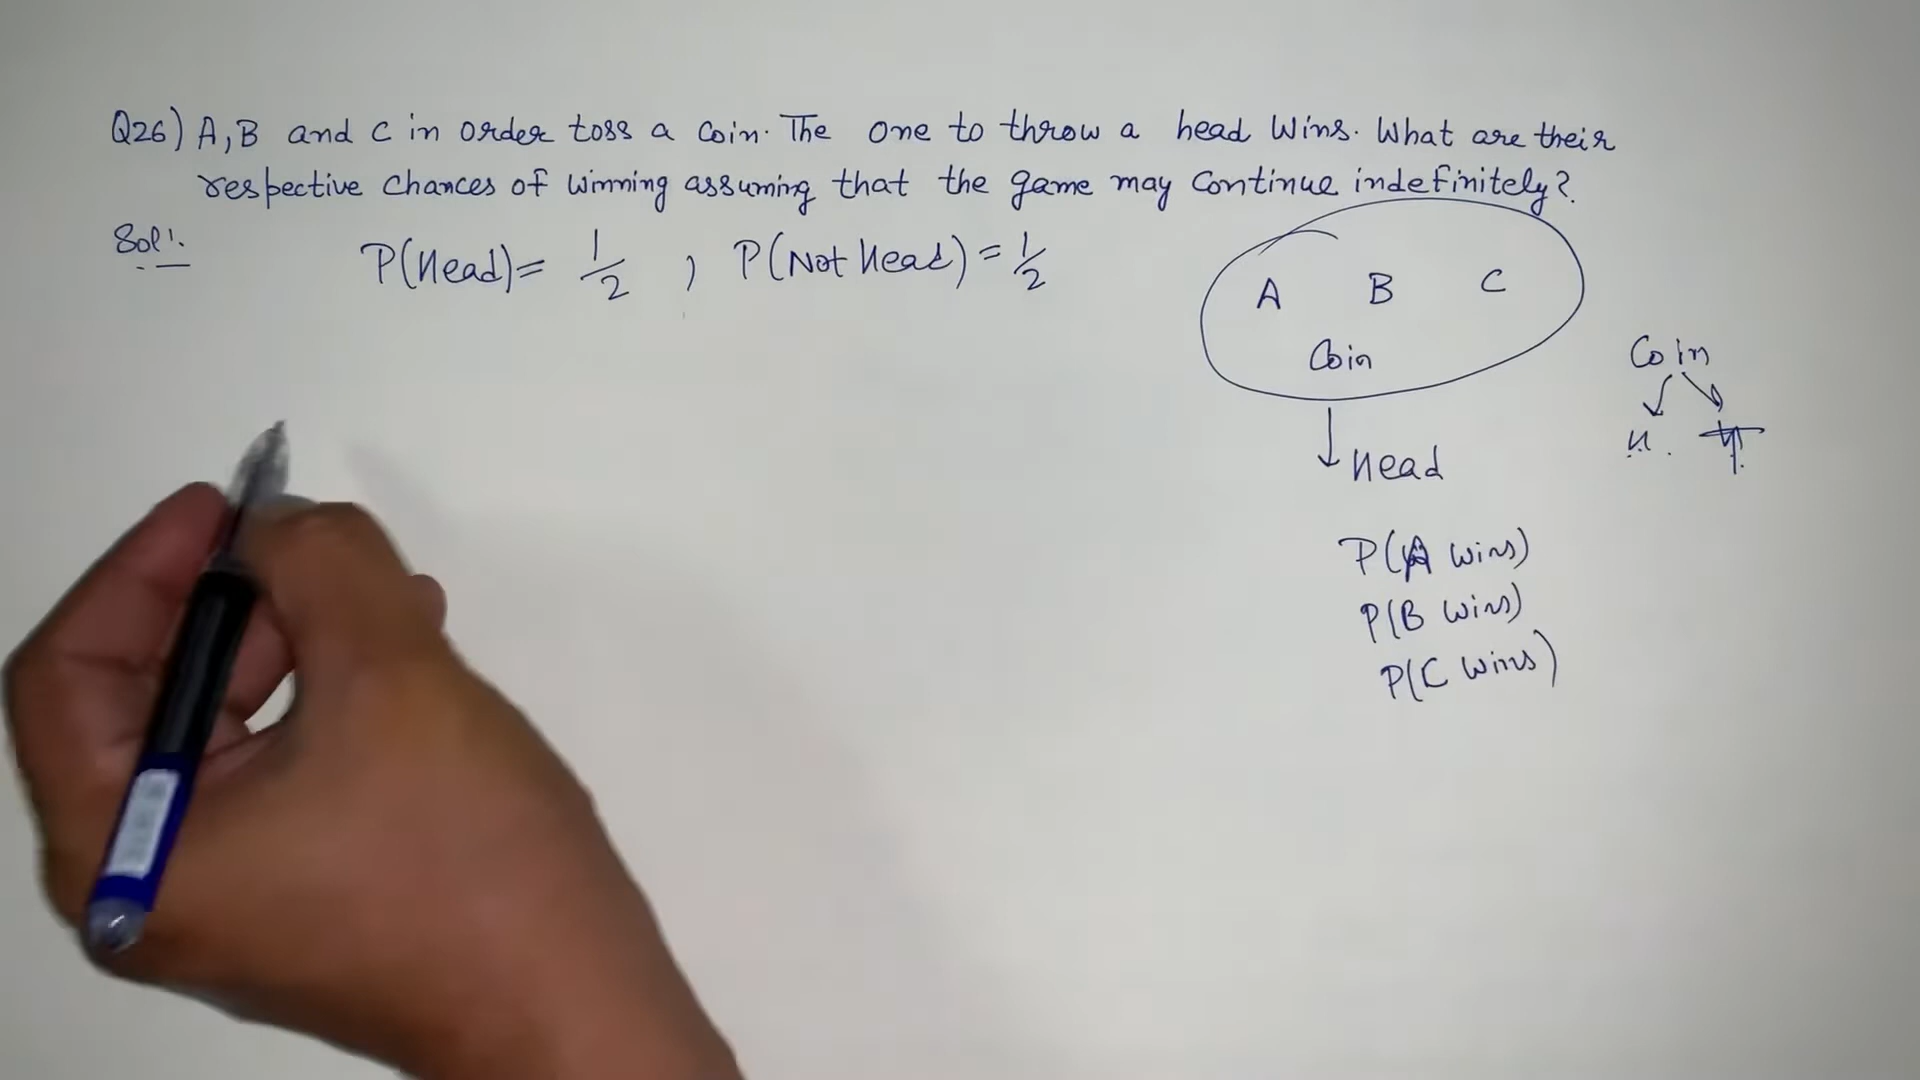 Q26) A, B and C in order toss a coin. The one to throw a head wins. What are their
respective chances of winning assuming that the game may continue indefinitely?
Sol:
P(Head) = 1/2 , P(Not Head) = 1/2
A B C
Coin
Head
Coin
H. T
P(A wins)
P(B wins)
P(C wins)